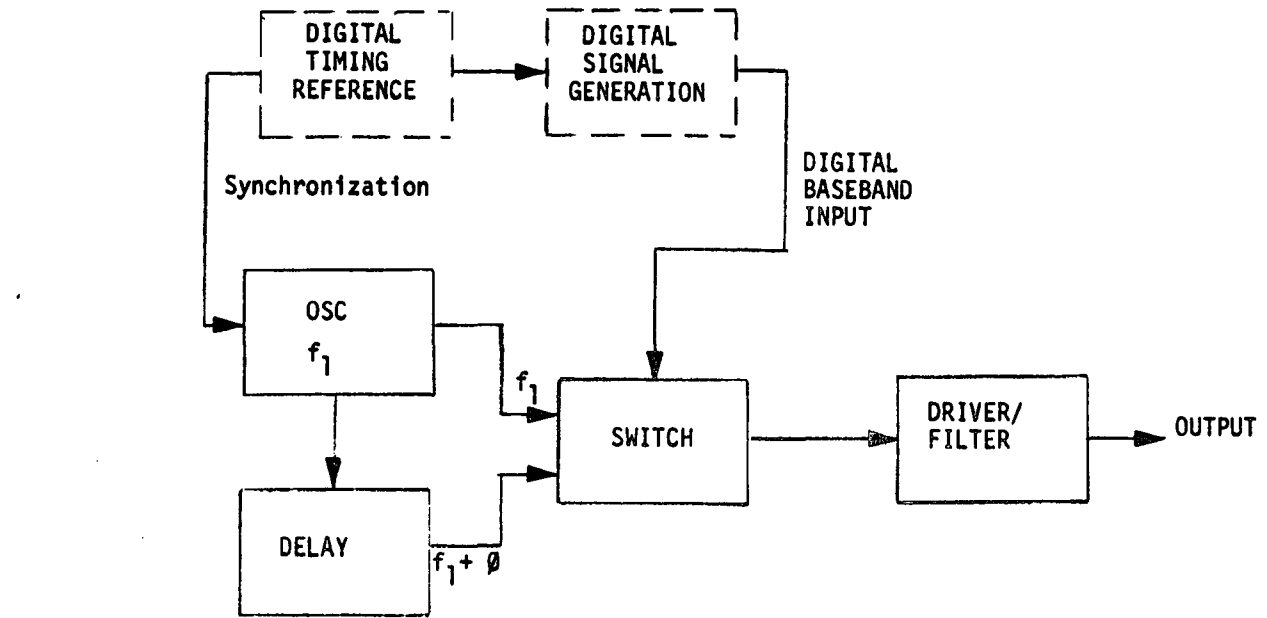 DIGITAL
TIMING
REFERENCE
DIGITAL
SIGNAL
GENERATION
Synchronization
DIGITAL
BASEBAND
INPUT
OSC
f1
f1
SWITCH
DRIVER/
FILTER
OUTPUT
DELAY
f1+ Ø